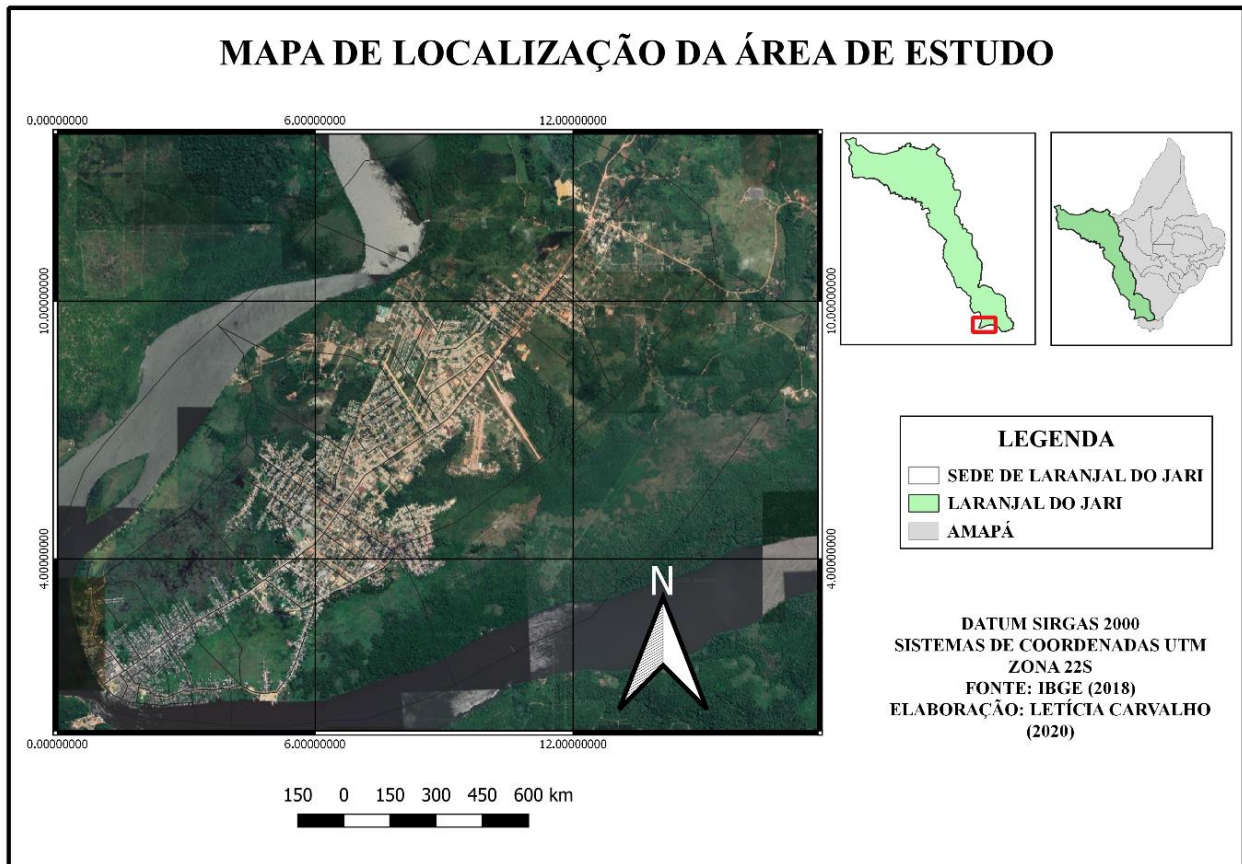 MAPA DE LOCALIZAÇÃO DA ÁREA DE ESTUDO
0.00000000 6.00000000 12.00000000
10.00000000 10.00000000
4.00000000 4.00000000
N
0.00000000 6.00000000 12.00000000
150 0 150 300 450 600 km
LEGENDA
SEDE DE LARANJAL DO JARI
LARANJAL DO JARI
AMAPÁ
DATUM SIRGAS 2000
SISTEMAS DE COORDENADAS UTM
ZONA 22S
FONTE: IBGE (2018)
ELABORAÇÃO: LETÍCIA CARVALHO
(2020)